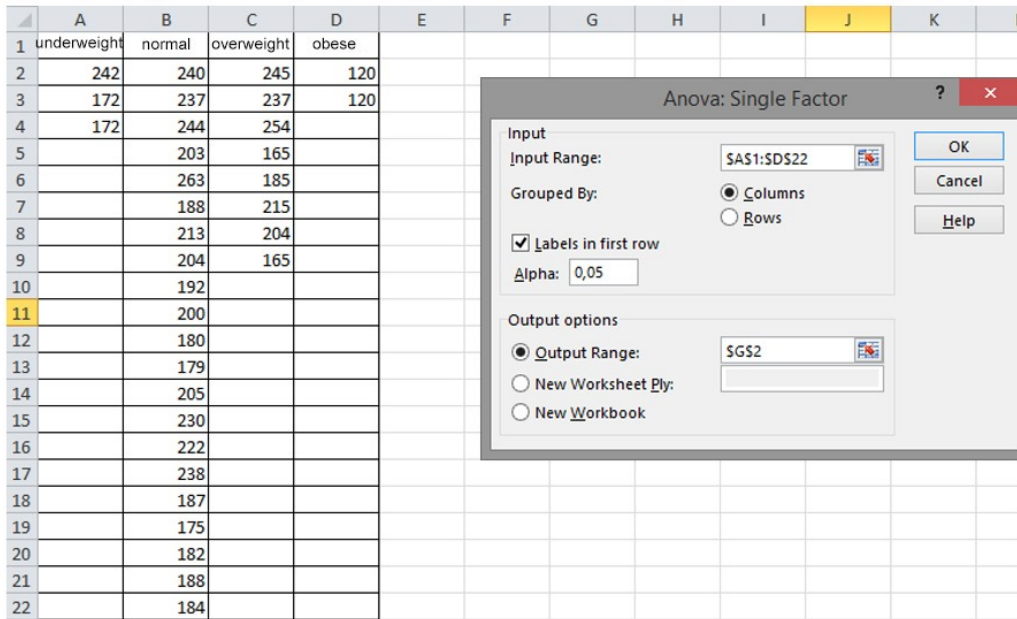 A B C D E F G H I J K
1 underweight normal overweight obese
2 242 240 245 120
3 172 237 237 120
4 172 244 254
5 203 165
6 263 185
7 188 215
8 213 204
9 204 165
10 192
11 200
12 180
13 179
14 205
15 230
16 222
17 238
18 187
19 175
20 182
21 188
22 184
Anova: Single Factor ? ×
Input
Input Range: $A$1:$D$22
Grouped By: Columns
Rows
Labels in first row
Alpha: 0,05
OK
Cancel
Help
Output options
Output Range: $G$2
New Worksheet Ply:
New Workbook